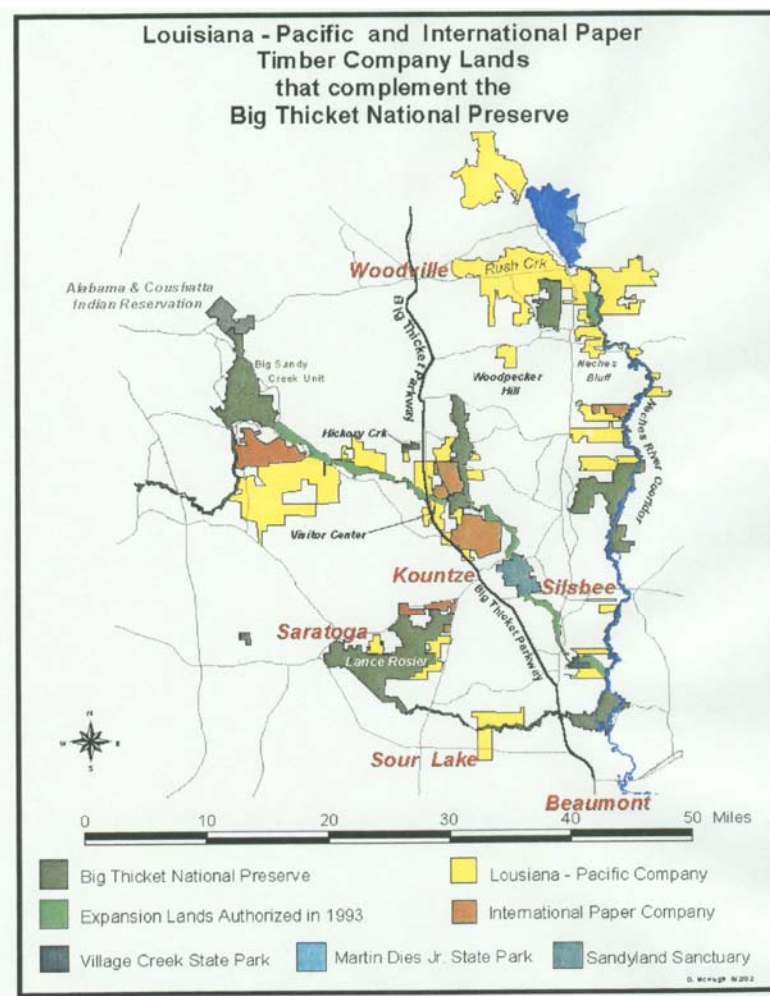 Louisiana - Pacific and International Paper
Timber Company Lands
that complement the
Big Thicket National Preserve
Woodville
Rush Crk
Alabama & Coushatta
Indian Reservation
Big Thicket Parkway
Big Sandy
Creek Unit
Woodpecker
Hill
Neches
Bluff
Neches River Corridor
Hickory Crk
Visitor Center
Kountze
Silsbee
Saratoga
Big Thicket Parkway
Lance Rosier
Sour Lake
Beaumont
N
W
E
S
0 10 20 30 40 50 Miles
Big Thicket National Preserve
Lousiana - Pacific Company
Expansion Lands Authorized in 1993
International Paper Company
Village Creek State Park
Martin Dies Jr. State Park
Sandyland Sanctuary